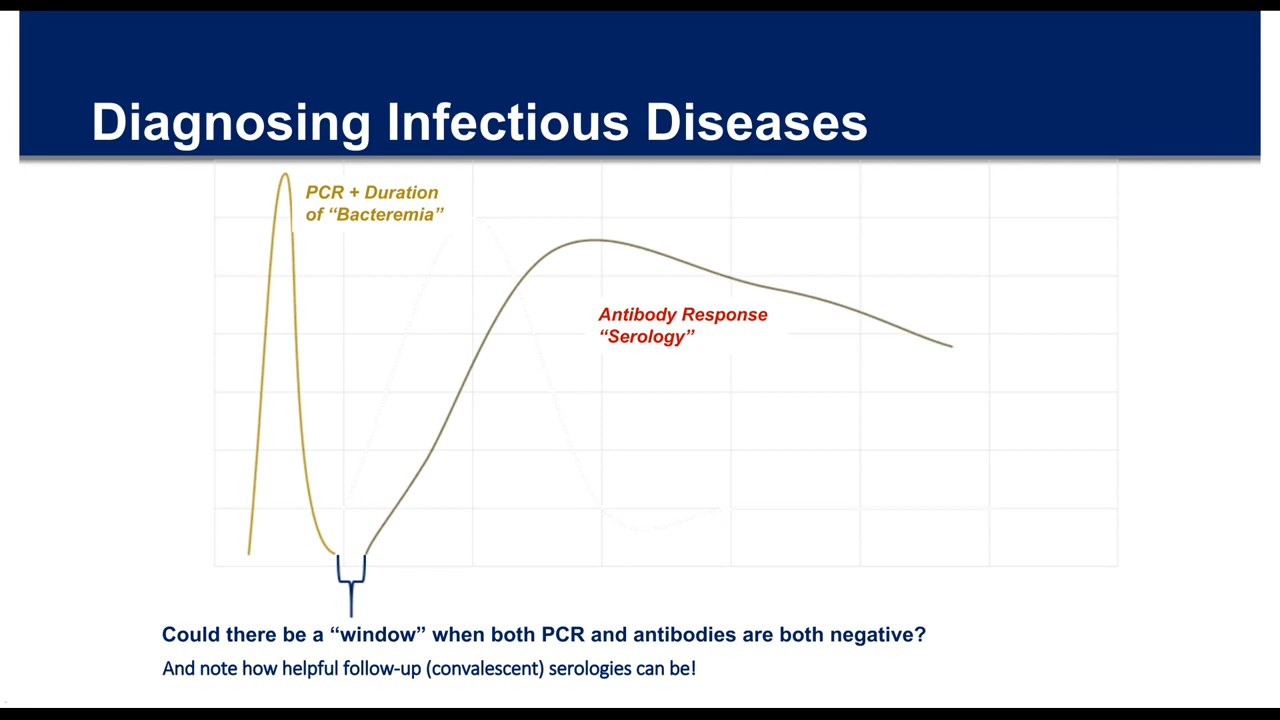 Diagnosing Infectious Diseases
PCR + Duration
of “Bacteremia”
Antibody Response
“Serology”
Could there be a “window” when both PCR and antibodies are both negative?
And note how helpful follow-up (convalescent) serologies can be!